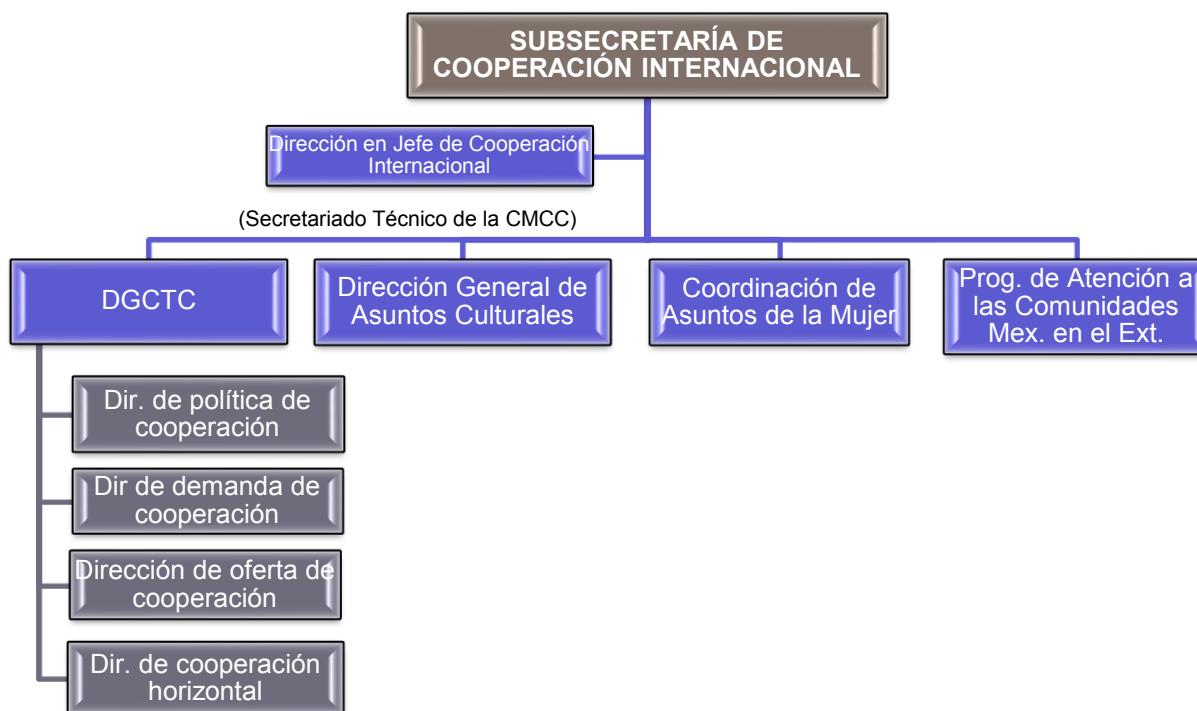 SUBSECRETARÍA DE
COOPERACIÓN INTERNACIONAL
Dirección en Jefe de Cooperación
Internacional
(Secretariado Técnico de la CMCC)
DGCTC
Dirección General de
Asuntos Culturales
Coordinación de
Asuntos de la Mujer
Prog. de Atención a
las Comunidades
Mex. en el Ext.
Dir. de política de
cooperación
Dir de demanda de
cooperación
Dirección de oferta de
cooperación
Dir. de cooperación
horizontal